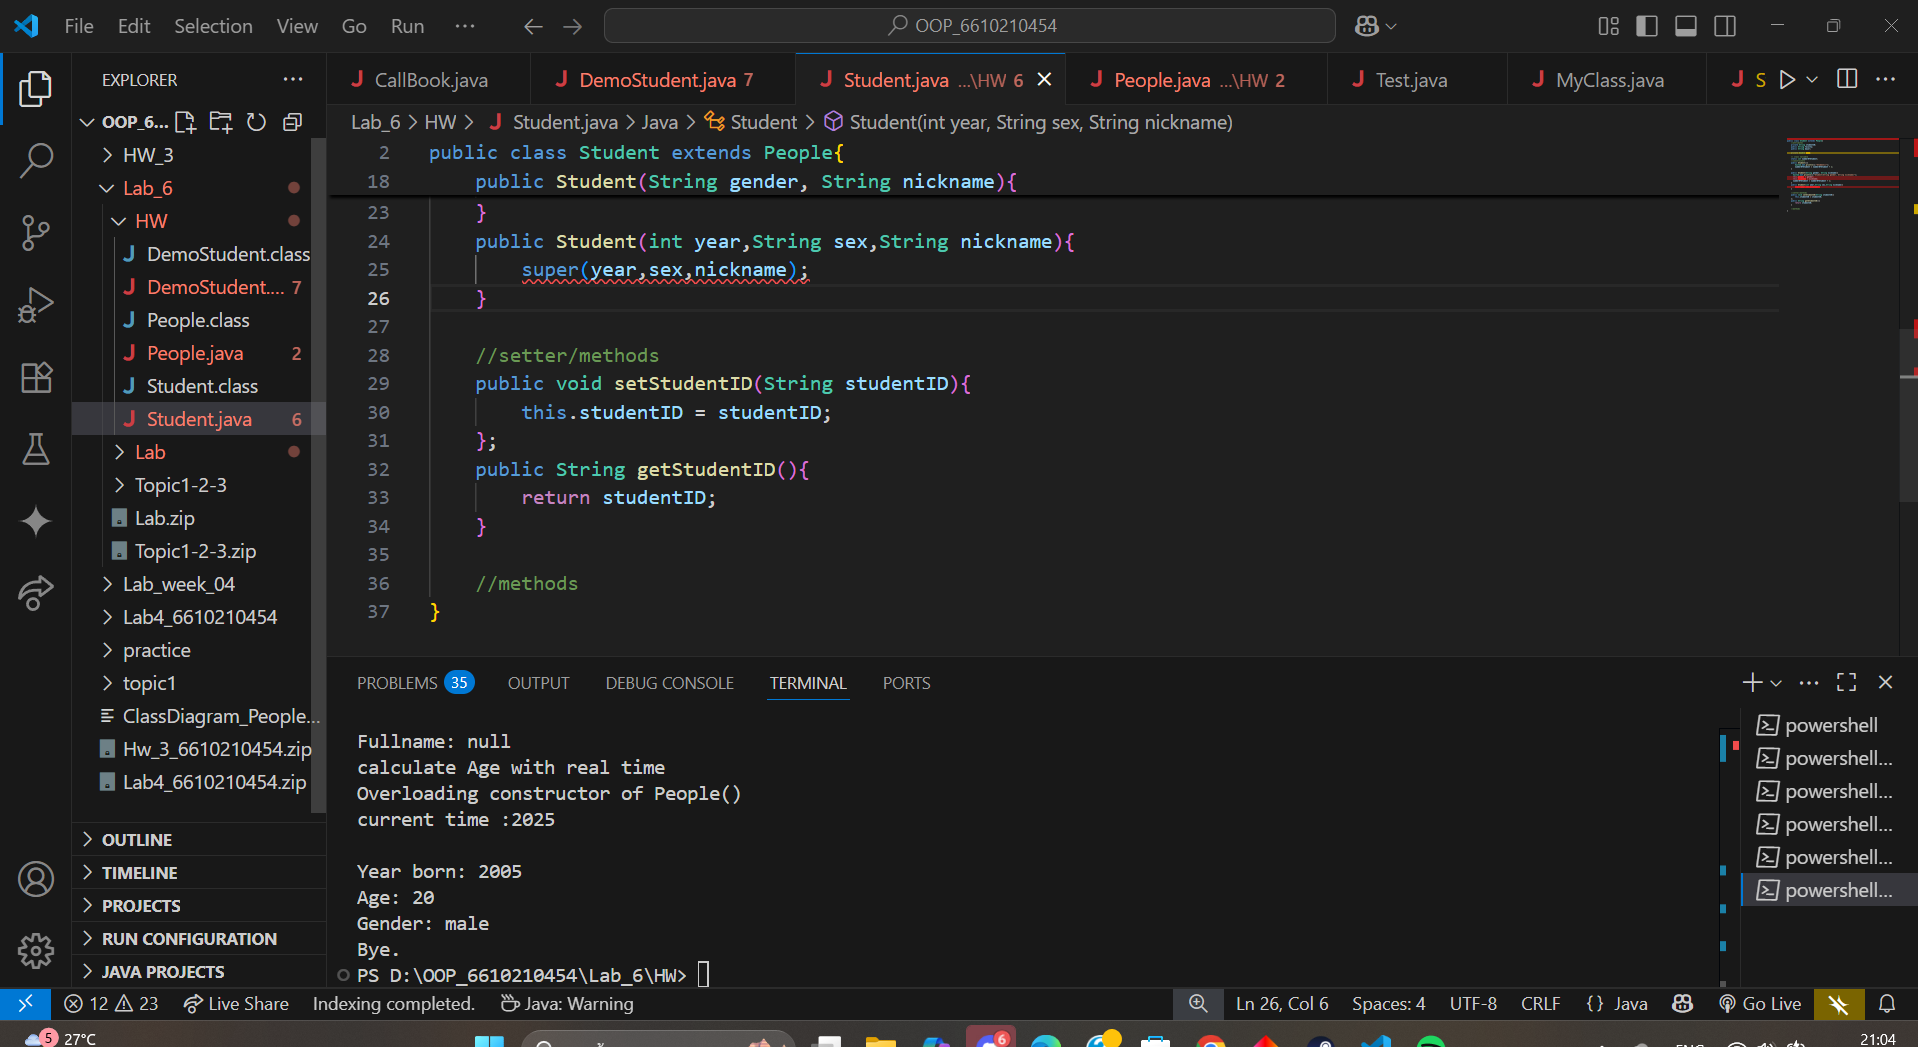 File Edit Selection View Go Run ··· OOP_6610210454
EXPLORER ···
OOP_6...
HW_3
Lab_6
HW
DemoStudent.class
DemoStudent.... 7
People.class
People.java 2
Student.class
Student.java 6
Lab
Topic1-2-3
Lab.zip
Topic1-2-3.zip
Lab_week_04
Lab4_6610210454
practice
topic1
ClassDiagram_People...
Hw_3_6610210454.zip
Lab4_6610210454.zip
OUTLINE
TIMELINE
PROJECTS
RUN CONFIGURATION
JAVA PROJECTS
J CallBook.java J DemoStudent.java 7 J Student.java ...\HW 6 J People.java ...\HW 2 J Test.java J MyClass.java J S
Lab_6 > HW > J Student.java > Java > Student > Student(int year, String sex, String nickname)
2 public class Student extends People{
18 public Student(String gender, String nickname){
23 }
24 public Student(int year,String sex,String nickname){
25 super(year,sex,nickname);
26 }
27
28 //setter/methods
29 public void setStudentID(String studentID){
30 this.studentID = studentID;
31 };
32 public String getStudentID(){
33 return studentID;
34 }
35
36 //methods
37 }
PROBLEMS 35 OUTPUT DEBUG CONSOLE TERMINAL PORTS
Fullname: null
calculate Age with real time
Overloading constructor of People()
current time :2025
Year born: 2005
Age: 20
Gender: male
Bye.
PS D:\OOP_6610210454\Lab_6\HW>
powershell
powershell...
powershell...
powershell...
powershell...
powershell...
12 23 Live Share Indexing completed. Java: Warning Ln 26, Col 6 Spaces: 4 UTF-8 CRLF {} Java Go Live
5 27°C 6 21:04